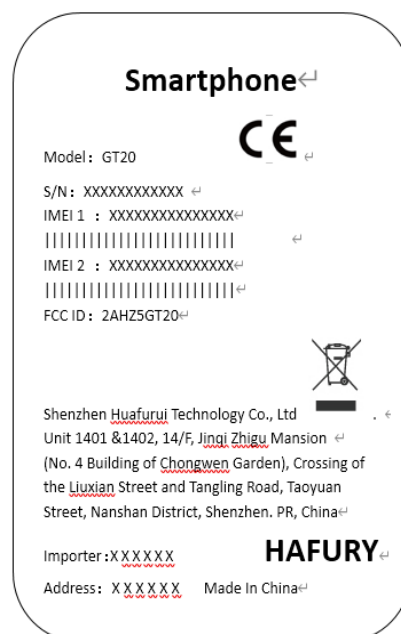 Smartphone
CE
Model：GT20
S/N：XXXXXXXXXXXX
IMEI 1 ：XXXXXXXXXXXXXXX
IMEI 2 ：XXXXXXXXXXXXXXX
FCC ID：2AHZ5GT20
Shenzhen Huafurui Technology Co., Ltd .
Unit 1401 &1402, 14/F, Jinqi Zhigu Mansion
(No. 4 Building of Chongwen Garden), Crossing of
the Liuxian Street and Tangling Road, Taoyuan
Street, Nanshan District, Shenzhen. PR, China
Importer:XXXXXX HAFURY
Address：XXXXXX Made In China